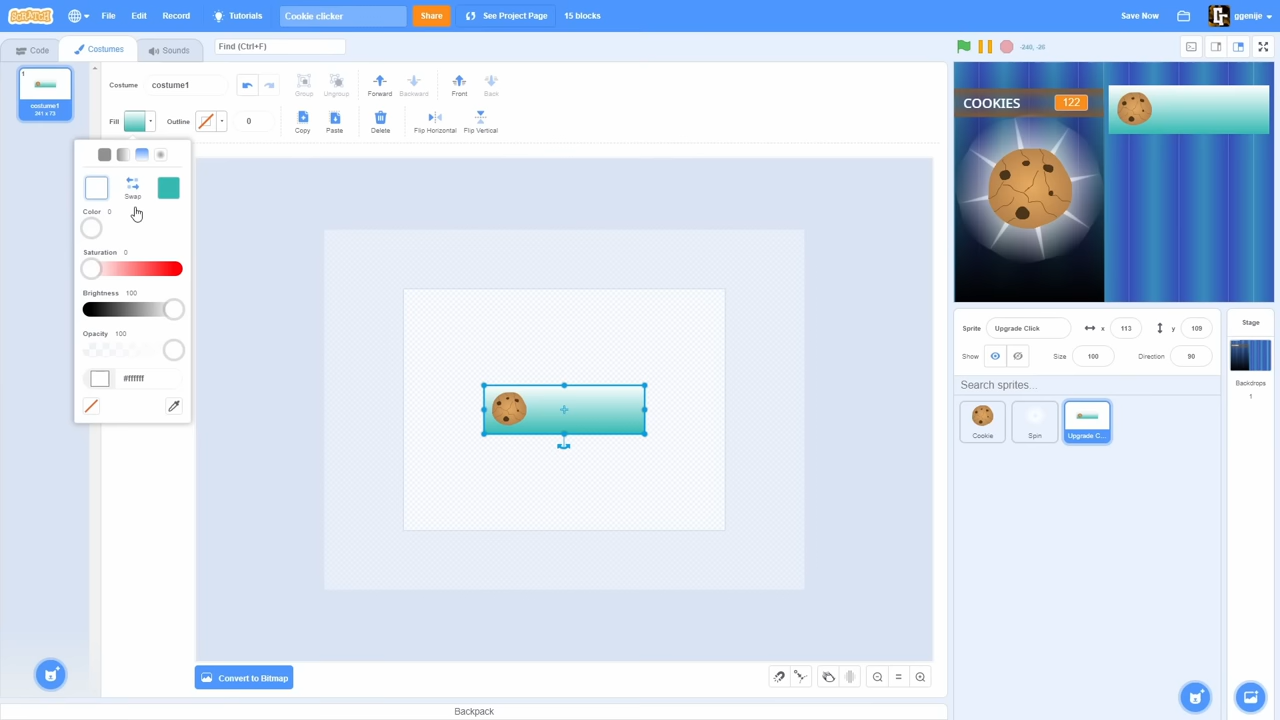 SCRATCH
File
Edit
Record
Tutorials
Cookie clicker
Share
See Project Page
15 blocks
Save Now
ggenije
Code
Costumes
Sounds
Find (Ctrl+F)
-240, -26
1
costume1
241 x 73
Costume
costume1
Group
Ungroup
Forward
Backward
Front
Back
Fill
Outline
0
Copy
Paste
Delete
Flip Horizontal
Flip Vertical
Swap
Color 0
Saturation 0
Brightness 100
Opacity 100
#ffffff
COOKIES 122
Sprite
Upgrade Click
x
113
y
109
Show
Size
100
Direction
90
Search sprites...
Cookie
Spin
Upgrade C...
Stage
Backdrops
1
Convert to Bitmap
Backpack